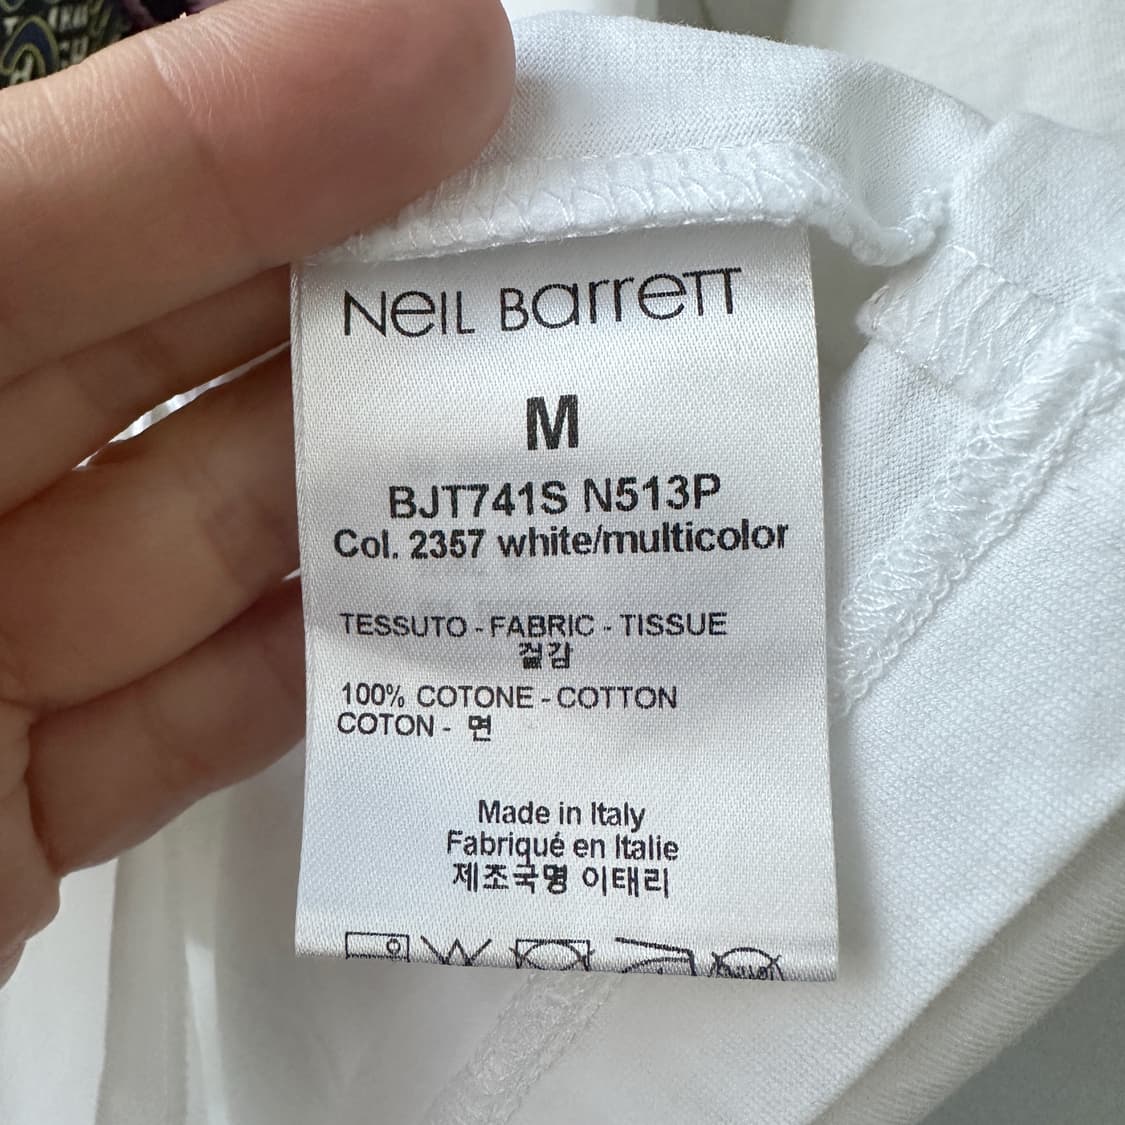 Neil Barrett
M
BJT741S N513P
Col. 2357 white/multicolor
TESSUTO - FABRIC - TISSUE
겉감
100% COTONE - COTTON
COTON - 면
Made in Italy
Fabriqué en Italie
제조국명 이태리